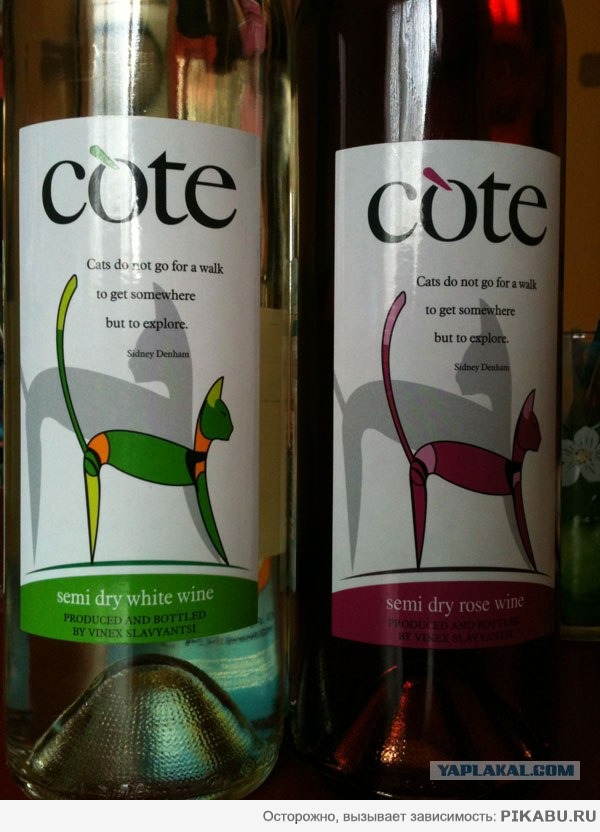 còte
Cats do not go for a walk
to get somewhere
but to explore.
Sidney Denham
semi dry white wine
PRODUCED AND BOTTLED
BY VINEX SLAVYANTSI
còte
Cats do not go for a walk
to get somewhere
but to explore.
Sidney Denham
semi dry rose wine
PRODUCED AND BOTTLED
BY VINEX SLAVYANTSI
YAPLAKAL.COM
Осторожно, вызывает зависимость: PIKABU.RU